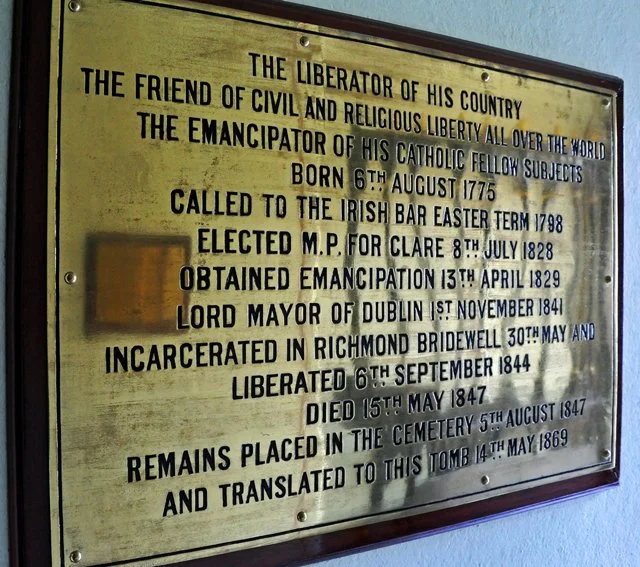 THE LIBERATOR OF HIS COUNTRY
THE FRIEND OF CIVIL AND RELIGIOUS LIBERTY ALL OVER THE WORLD
THE EMANCIPATOR OF HIS CATHOLIC FELLOW SUBJECTS
BORN 6TH AUGUST 1775
CALLED TO THE IRISH BAR EASTER TERM 1798
ELECTED M.P. FOR CLARE 8TH JULY 1828
OBTAINED EMANCIPATION 13TH APRIL 1829
LORD MAYOR OF DUBLIN 1ST NOVEMBER 1841
INCARCERATED IN RICHMOND BRIDEWELL 30TH MAY AND
LIBERATED 6TH SEPTEMBER 1844
DIED 15TH MAY 1847
REMAINS PLACED IN THE CEMETERY 5TH AUGUST 1847
AND TRANSLATED TO THIS TOMB 14TH MAY 1869